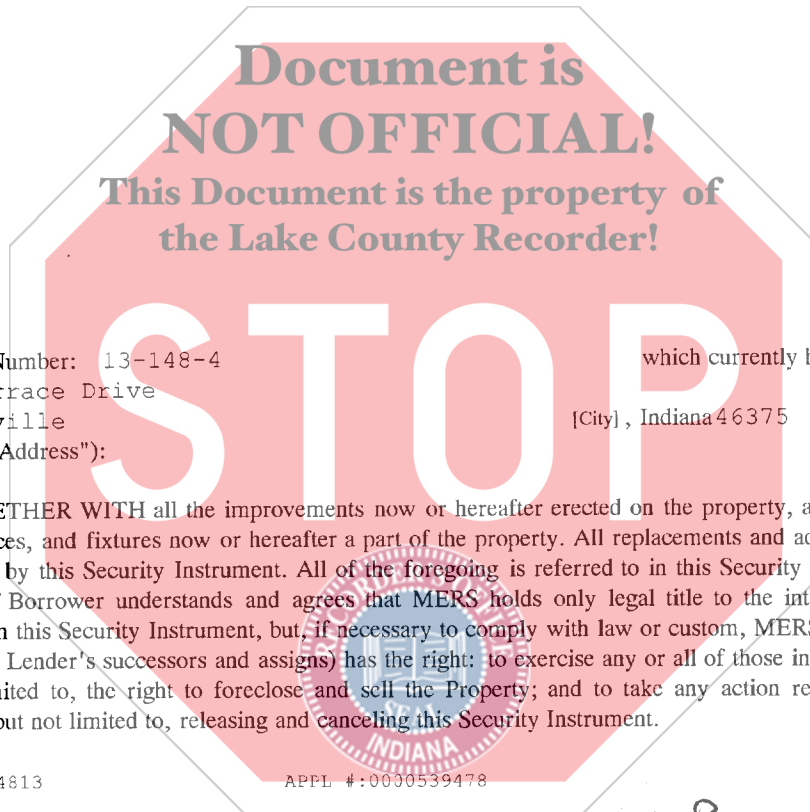 Document is
NOT OFFICIAL!
This Document is the property of
the Lake County Recorder!
STOP
Number: 13-148-4 which currently
rrace Drive
ville [City], Indiana 46375
Address"):
ETHER WITH all the improvements now or hereafter erected on the property,
ces, and fixtures now or hereafter a part of the property. All replacements and
by this Security Instrument. All of the foregoing is referred to in this Security
Borrower understands and agrees that MERS holds only legal title to the
this Security Instrument, but, if necessary to comply with law or custom, MERS
Lender's successors and assigns) has the right: to exercise any or all of those
ited to, the right to foreclose and sell the Property; and to take any action
but not limited to, releasing and canceling this Security Instrument.
SEAL
INDIANA
4813 APPL #:0000539478